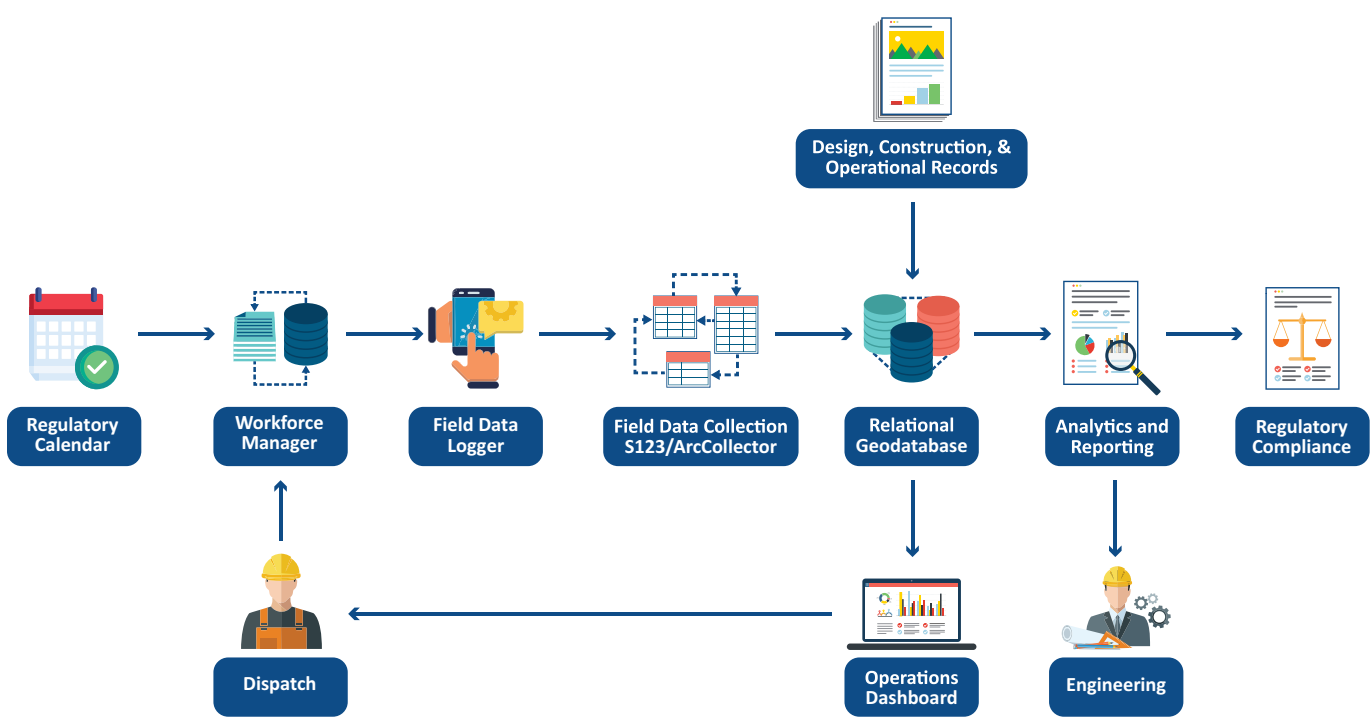 Design, Construction, &
Operational Records
Regulatory
Calendar
Workforce
Manager
Field Data
Logger
Field Data Collection
S123/ArcCollector
Relational
Geodatabase
Analytics and
Reporting
Regulatory
Compliance
Dispatch
Operations
Dashboard
Engineering